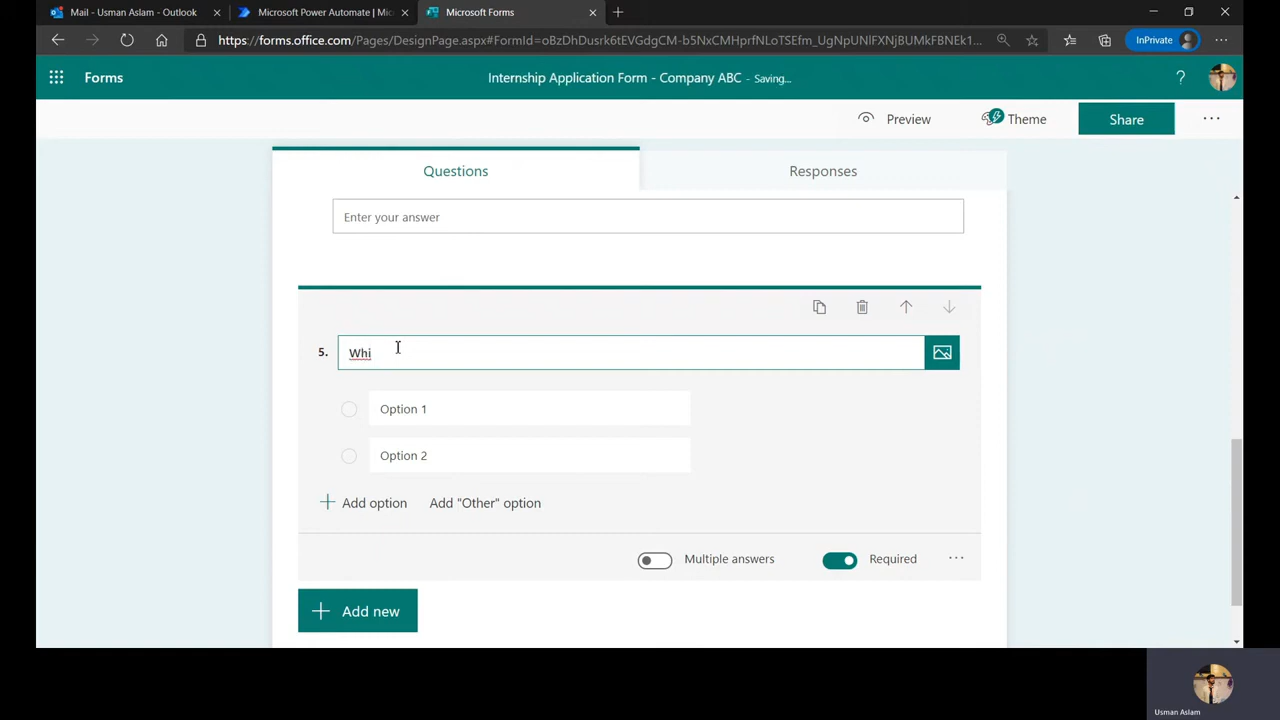 Mail - Usman Aslam - Outlook
Microsoft Power Automate | Mic
Microsoft Forms
https://forms.office.com/Pages/DesignPage.aspx#FormId=oBzDhDusrk6tEVGdgCM-b5NxCMHprfNLoTSEfm_UgNpUNlFXNjBUMkFBNEk1...
InPrivate
Forms
Internship Application Form - Company ABC - Saving...
?
Preview
Theme
Share
Questions
Responses
Enter your answer
5. Whi
Option 1
Option 2
Add option
Add "Other" option
Multiple answers
Required
Add new
Usman Aslam